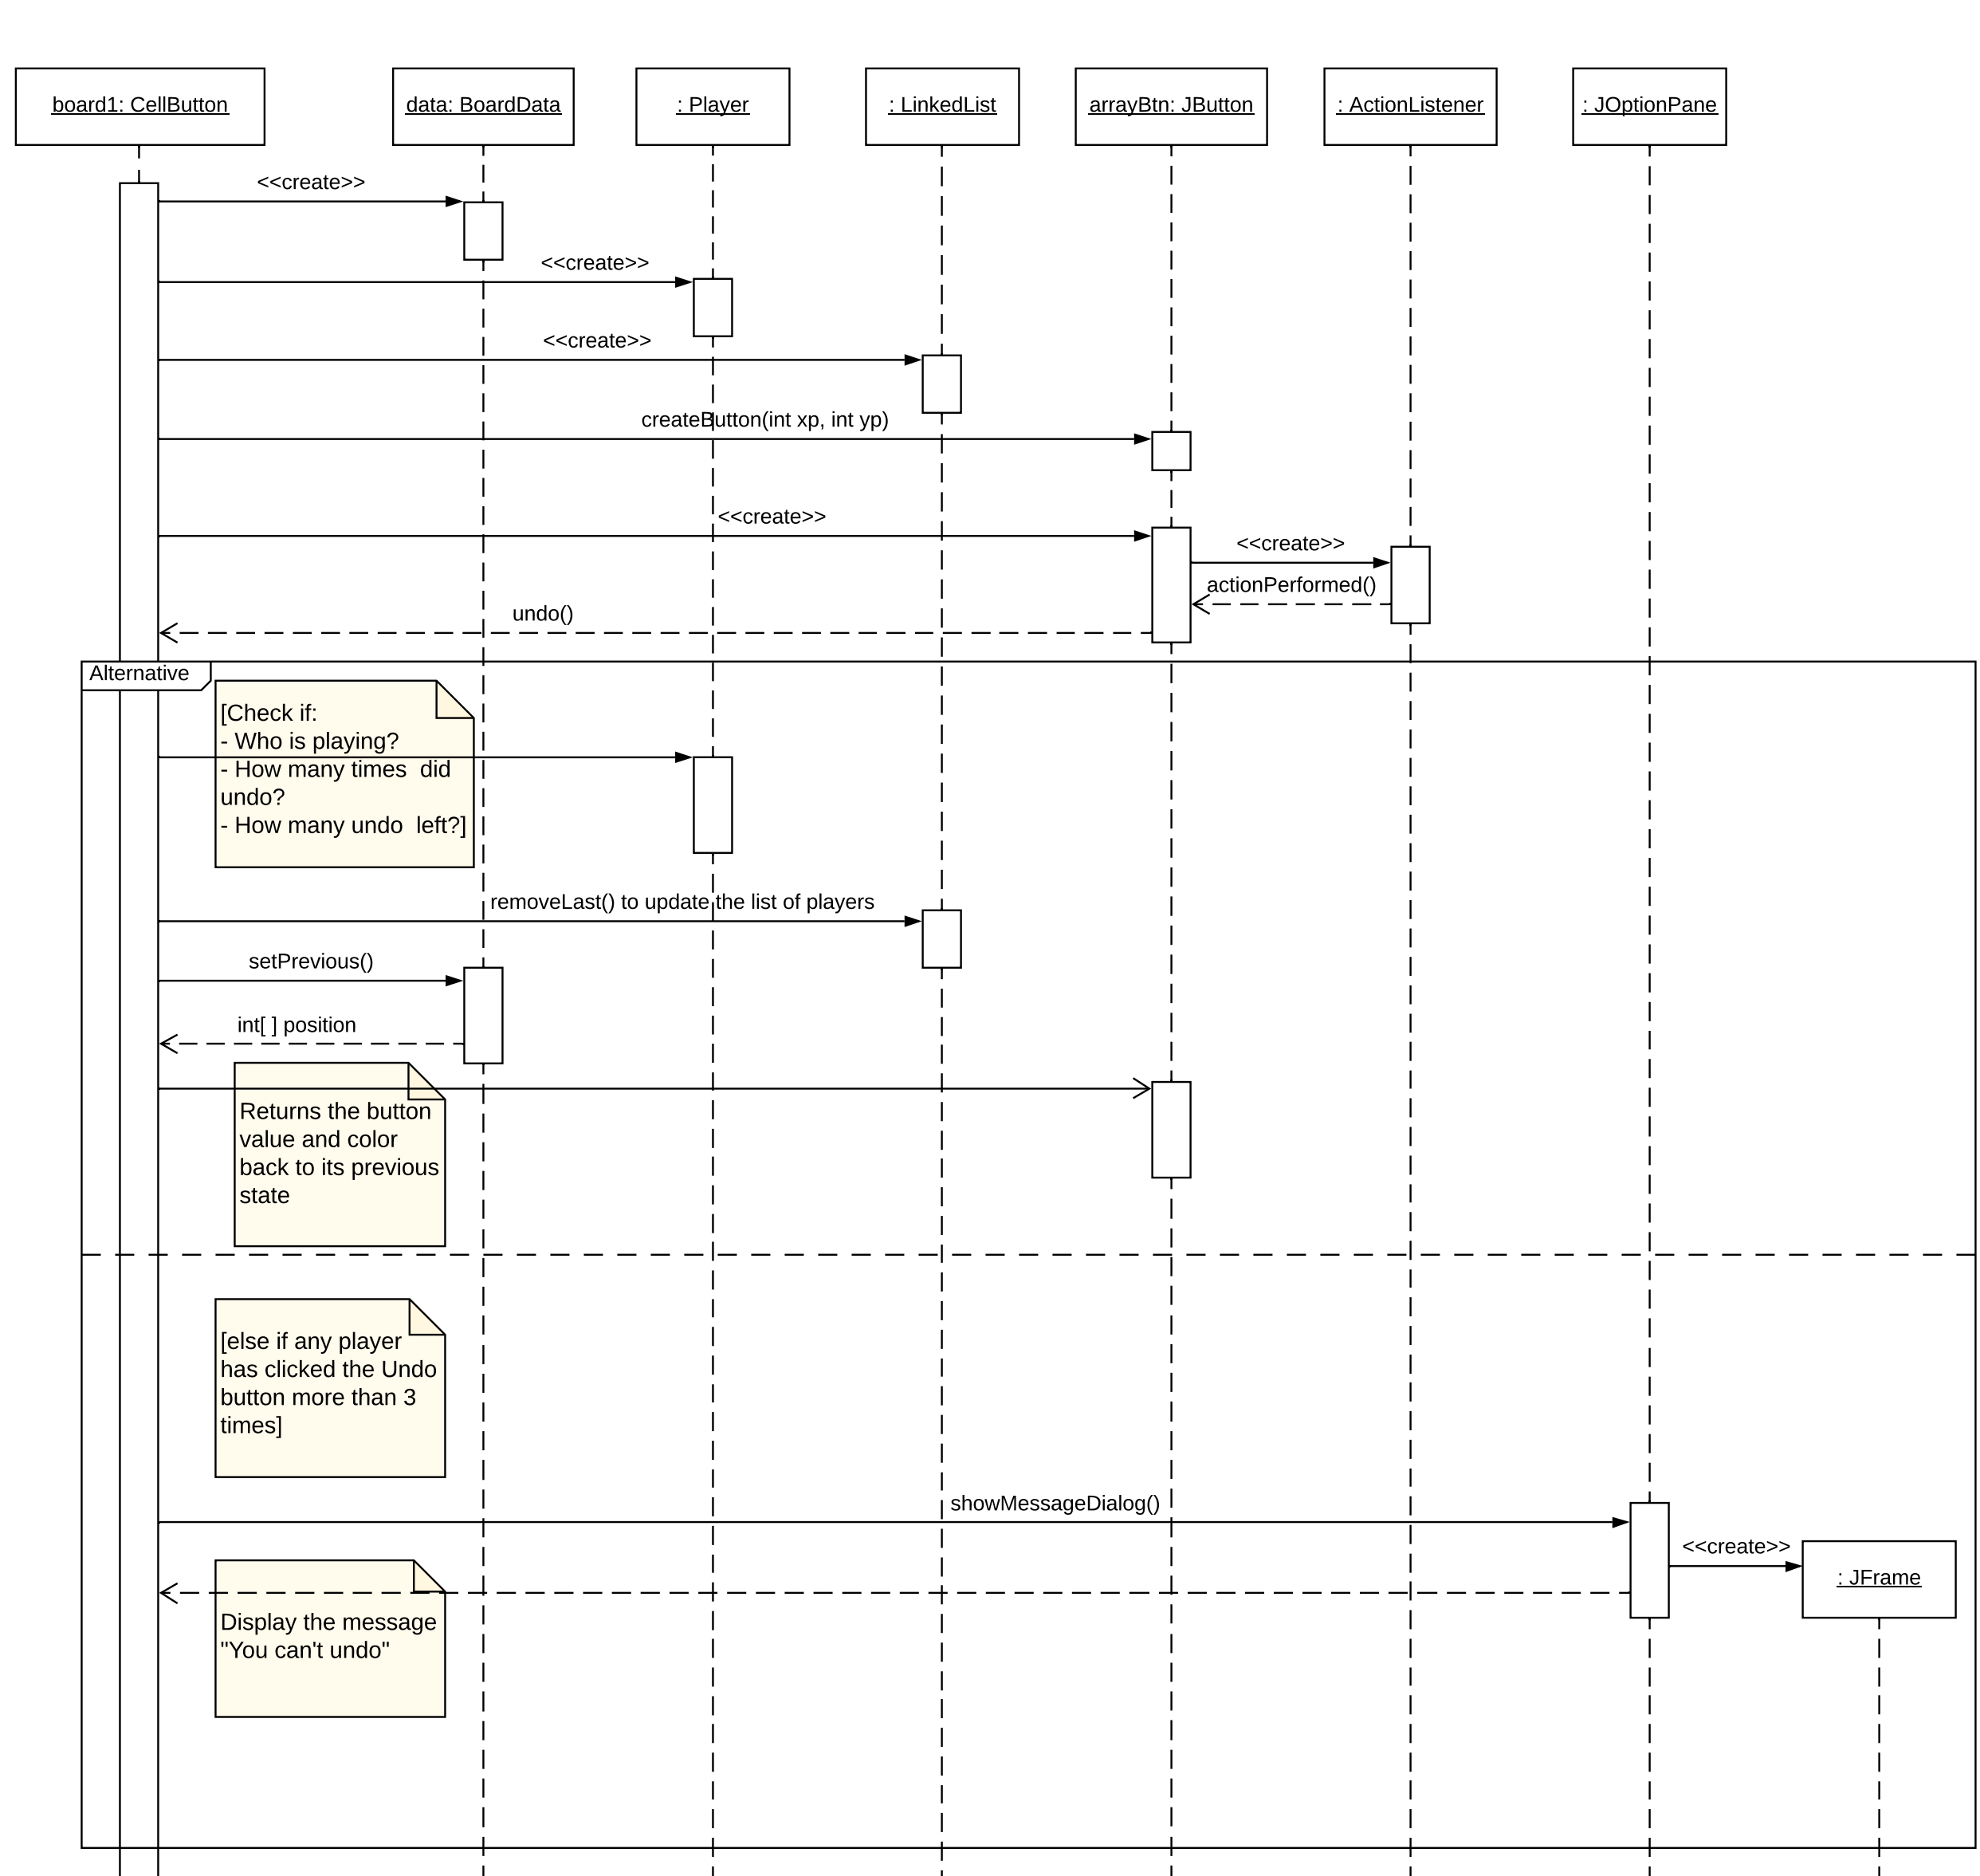 board1: CellButton
data: BoardData
: Player
: LinkedList
arrayBtn: JButton
: ActionListener
: JOptionPane
<<create>>
<<create>>
<<create>>
createButton(int xp, int yp)
<<create>>
<<create>>
actionPerformed()
undo()
Alternative
[Check if:
- Who is playing?
- How many times  did
undo?
- How many undo  left?]
removeLast() to update the list of players
setPrevious()
int[ ] position
Returns the button
value and color
back to its previous
state
[else if any player
has clicked the Undo
button more than 3
times]
showMessageDialog()
<<create>>
: JFrame
Display the message
"You can't undo"